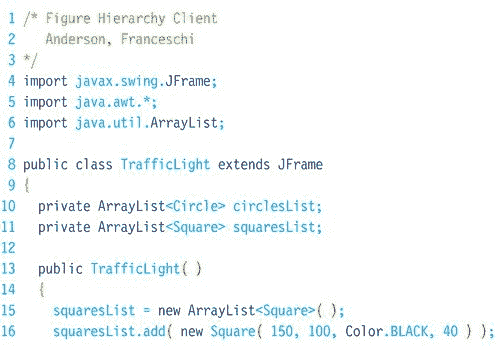 1 /* Figure Hierarchy Client
2    Anderson, Franceschi
3 */
4 import javax.swing.JFrame;
5 import java.awt.*;
6 import java.util.ArrayList;
7
8 public class TrafficLight extends JFrame
9 {
10   private ArrayList<Circle> circlesList;
11   private ArrayList<Square> squaresList;
12
13   public TrafficLight( )
14   {
15     squaresList = new ArrayList<Square>( );
16     squaresList.add( new Square( 150, 100, Color.BLACK, 40 ) );